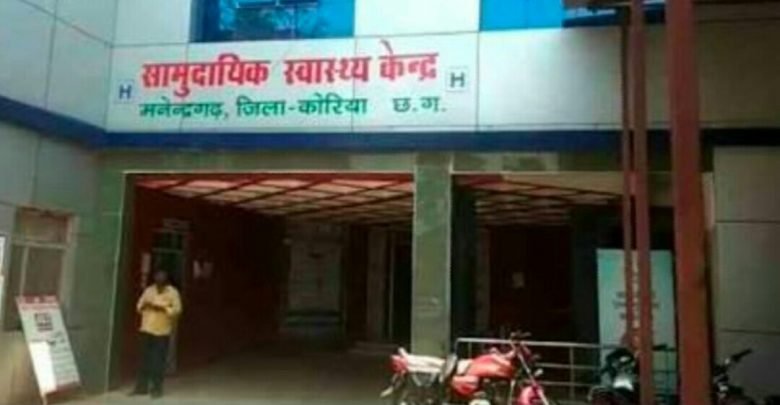 H सामुदायिक स्वास्थ्य केन्द्र H
मनेन्द्रगढ़, जिला-कोरिया छ.ग.